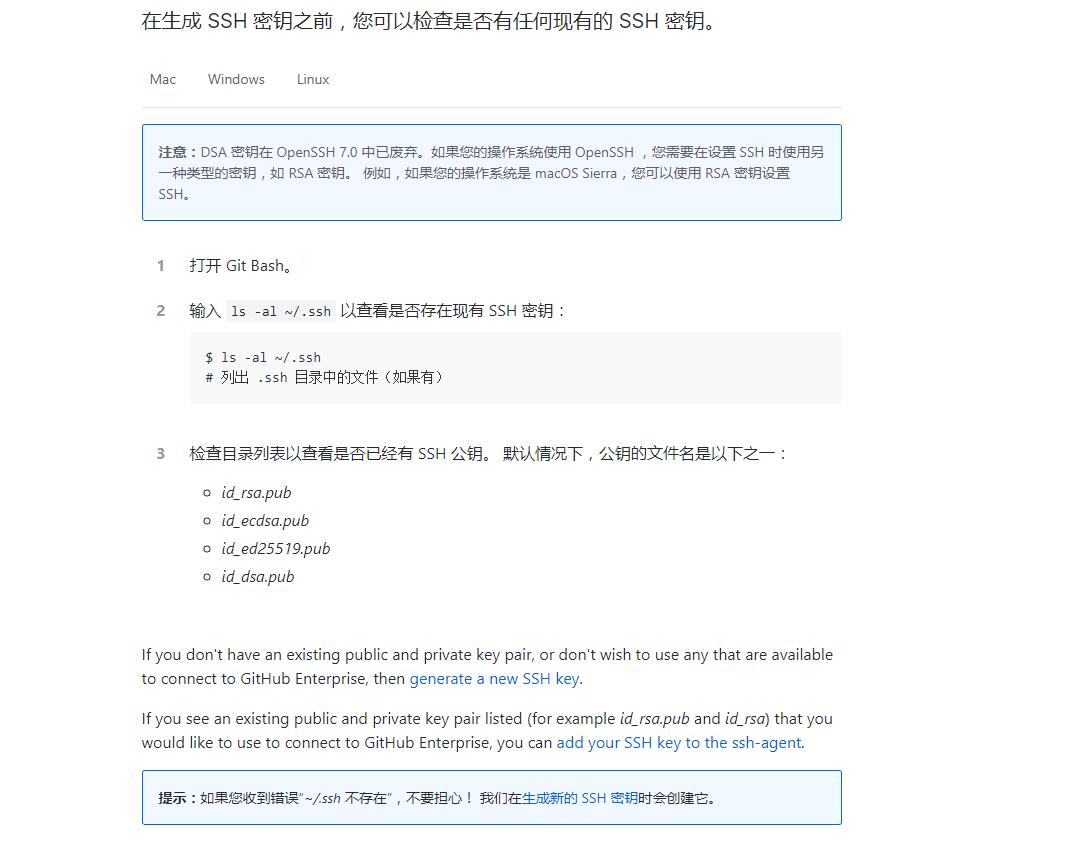 在生成 SSH 密钥之前，您可以检查是否有任何现有的 SSH 密钥。
Mac Windows Linux
注意：DSA 密钥在 OpenSSH 7.0 中已废弃。如果您的操作系统使用 OpenSSH ，您需要在设置 SSH 时使用另
一种类型的密钥，如 RSA 密钥。 例如，如果您的操作系统是 macOS Sierra，您可以使用 RSA 密钥设置
SSH。
1 打开 Git Bash。
2 输入 ls -al ~/.ssh 以查看是否存在现有 SSH 密钥：
$ ls -al ~/.ssh
# 列出 .ssh 目录中的文件（如果有）
3 检查目录列表以查看是否已经有 SSH 公钥。 默认情况下，公钥的文件名是以下之一：
id_rsa.pub
id_ecdsa.pub
id_ed25519.pub
id_dsa.pub
If you don't have an existing public and private key pair, or don't wish to use any that are available
to connect to GitHub Enterprise, then generate a new SSH key.
If you see an existing public and private key pair listed (for example id_rsa.pub and id_rsa) that you
would like to use to connect to GitHub Enterprise, you can add your SSH key to the ssh-agent.
提示：如果您收到错误"~/.ssh 不存在"，不要担心！ 我们在生成新的 SSH 密钥时会创建它。